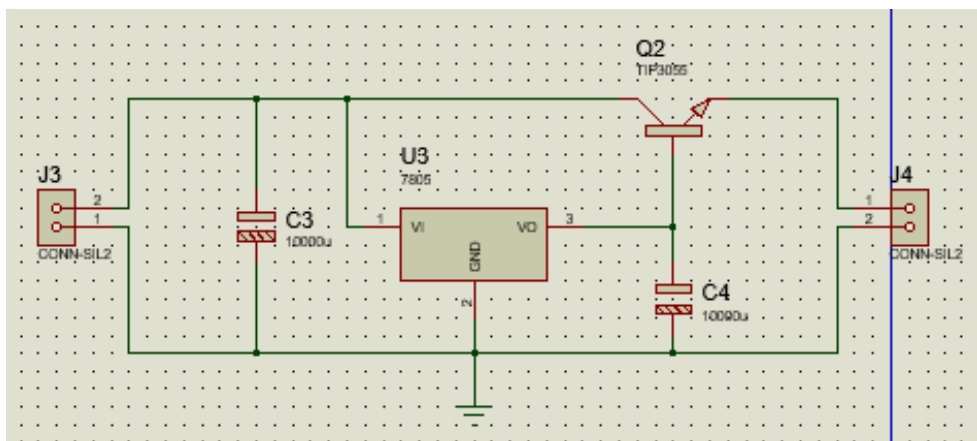 Q2
TIP3055
J3
2
1
CONN-SIL2
C3
10000u
U3
7805
1
VI
VO
3
GND
2
C4
10000u
J4
1
2
CONN-SIL2